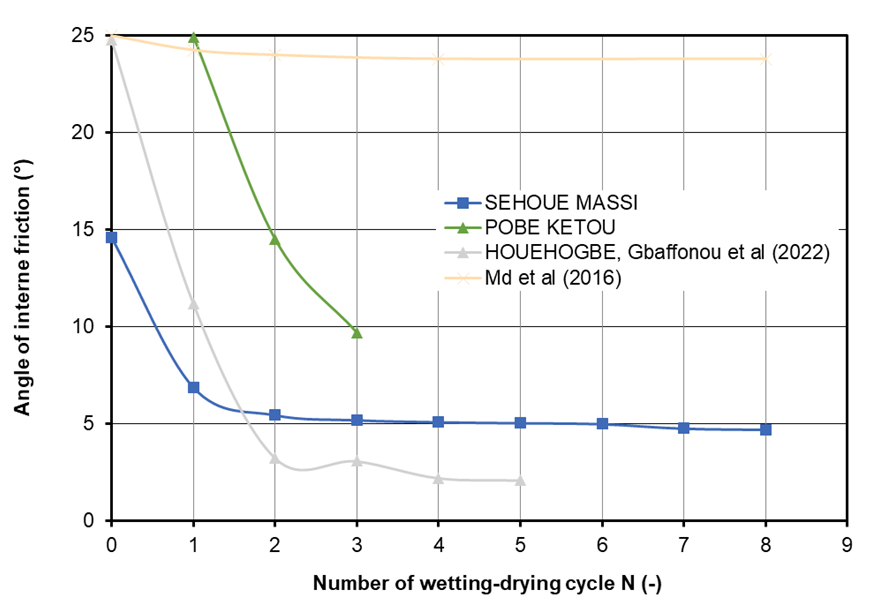 25
20
15
10
5
0
Angle of interne friction (°)
SEHOUE MASSI
POBE KETOU
HOUEHOGBE, Gbaffonou et al (2022)
Md et al (2016)
0 1 2 3 4 5 6 7 8 9
Number of wetting-drying cycle N (-)